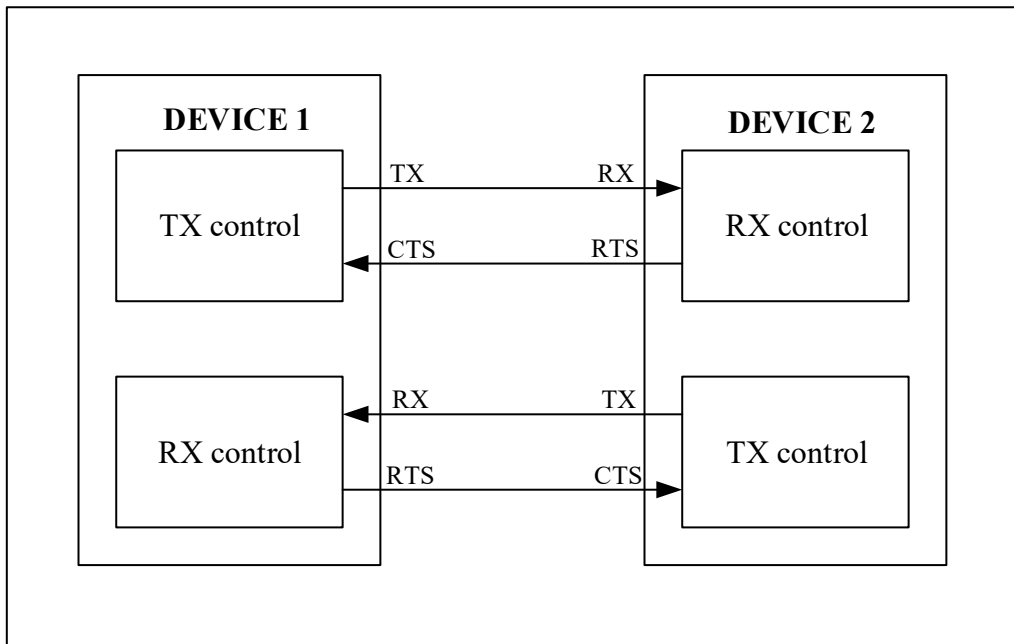 DEVICE 1
DEVICE 2
TX
RX
TX control
RX control
CTS
RTS
RX
TX
RX control
TX control
RTS
CTS